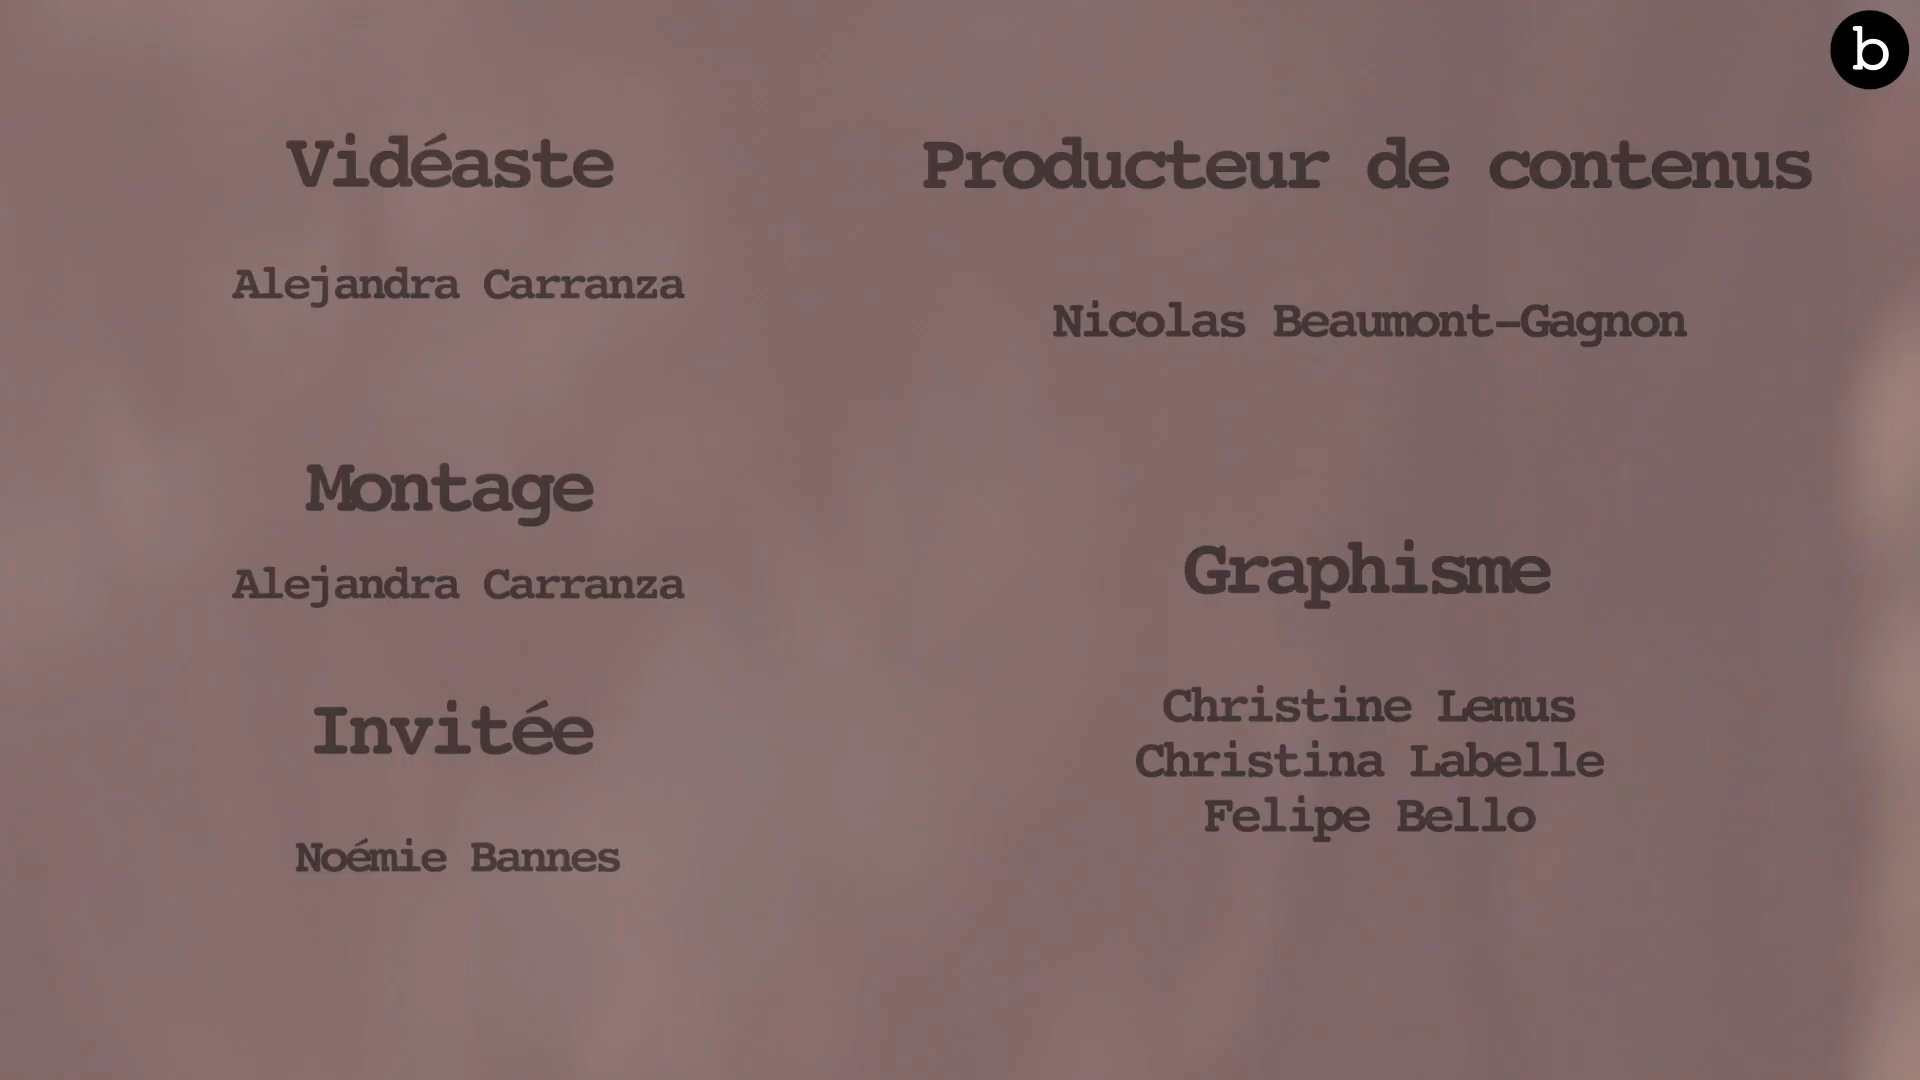 b
Vidéaste
Alejandra Carranza
Montage
Alejandra Carranza
Invitée
Noémie Bannes
Producteur de contenus
Nicolas Beaumont-Gagnon
Graphisme
Christine Lemus
Christina Labelle
Felipe Bello